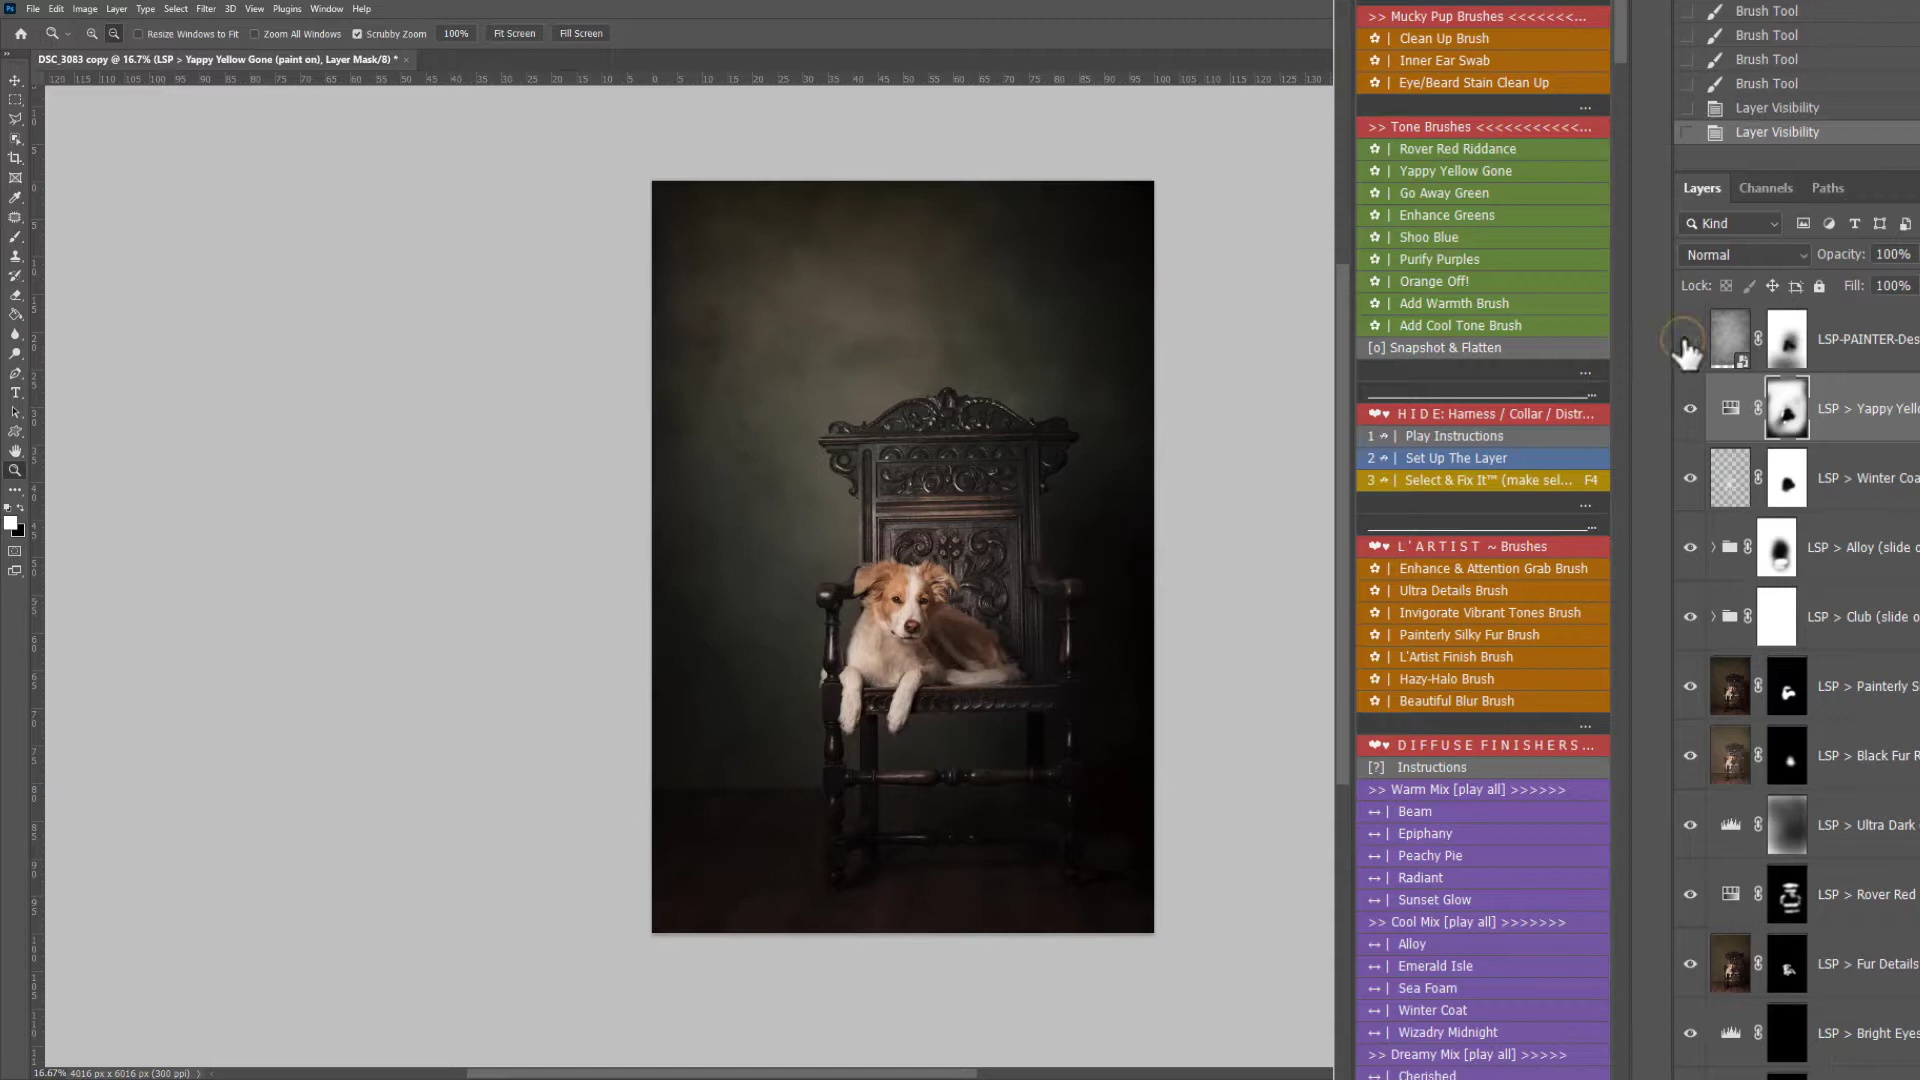 File Edit Image Layer Type Select Filter 3D View Plugins Window Help
Resize Windows to Fit Zoom All Windows Scrubby Zoom 100% Fit Screen Fill Screen
DSC_3083 copy @ 16.7% (LSP > Yappy Yellow Gone (paint on), Layer Mask/8) * ×
>> Mucky Pup Brushes <<<<<<<...
Clean Up Brush
Inner Ear Swab
Eye/Beard Stain Clean Up
...
>> Tone Brushes <<<<<<<<<<<...
Rover Red Riddance
Yappy Yellow Gone
Go Away Green
Enhance Greens
Shoo Blue
Purify Purples
Orange Off!
Add Warmth Brush
Add Cool Tone Brush
[o] Snapshot & Flatten
...
...
H I D E: Harness / Collar / Distr...
1 Play Instructions
2 Set Up The Layer
3 Select & Fix It™ (make sel... F4
...
...
L'A R T I S T ~ Brushes
Enhance & Attention Grab Brush
Ultra Details Brush
Invigorate Vibrant Tones Brush
Painterly Silky Fur Brush
L'Artist Finish Brush
Hazy-Halo Brush
Beautiful Blur Brush
...
D I F F U S E F I N I S H E R S ...
[?] Instructions
>> Warm Mix [play all] >>>>>>
Beam
Epiphany
Peachy Pie
Radiant
Sunset Glow
>> Cool Mix [play all] >>>>>>>
Alloy
Emerald Isle
Sea Foam
Winter Coat
Wizadry Midnight
>> Dreamy Mix [play all] >>>>>
Cherished
Brush Tool
Brush Tool
Brush Tool
Brush Tool
Layer Visibility
Layer Visibility
Layers Channels Paths
Kind
Normal Opacity: 100%
Lock: Fill: 100%
LSP-PAINTER-Des
LSP > Yappy Yello
LSP > Winter Coa
LSP > Alloy (slide o
LSP > Club (slide o
LSP > Painterly S
LSP > Black Fur R
LSP > Ultra Dark
LSP > Rover Red
LSP > Fur Details
LSP > Bright Eyes
16.67% 4016 px x 6016 px (300 ppi)